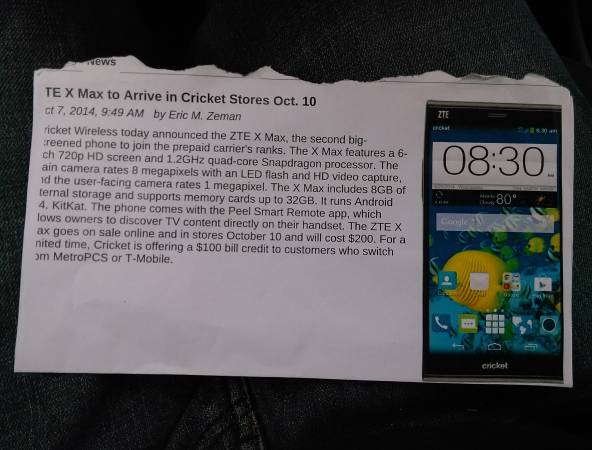 News
TE X Max to Arrive in Cricket Stores Oct. 10
ct 7, 2014, 9:49 AM by Eric M. Zeman
ricket Wireless today announced the ZTE X Max, the second big-
creened phone to join the prepaid carrier's ranks. The X Max features a 6-
ch 720p HD screen and 1.2GHz quad-core Snapdragon processor. The
ain camera rates 8 megapixels with an LED flash and HD video capture,
nd the user-facing camera rates 1 megapixel. The X Max includes 8GB of
ternal storage and supports memory cards up to 32GB. It runs Android
4. KitKat. The phone comes with the Peel Smart Remote app, which
lows owners to discover TV content directly on their handset. The ZTE X
ax goes on sale online and in stores October 10 and will cost $200. For a
mited time, Cricket is offering a $100 bill credit to customers who switch
om MetroPCS or T-Mobile.
ZTE
cricket 8:30 am
08:30
Cloudy 80°
Google
cricket